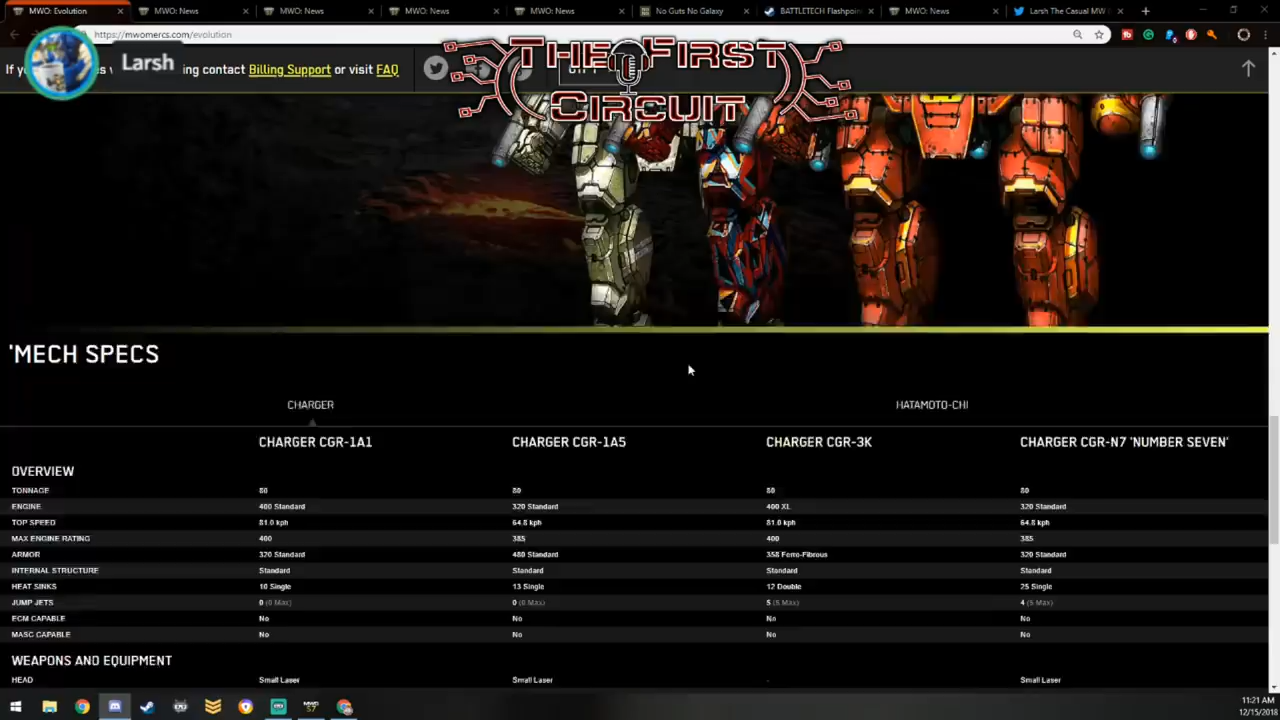 MWO: Evolution
MWO: News
MWO: News
MWO: News
MWO: News
No Guts No Galaxy
BATTLETECH Flashpoin
MWO: News
Larsh The Casual MW
https://mwomercs.com/evolution
Larsh
If yo
ing contact Billing Support or visit FAQ
THE FIRST
CIRCUIT
'MECH SPECS
CHARGER
HATAMOTO-CHI
CHARGER CGR-1A1 CHARGER CGR-1A5 CHARGER CGR-3K CHARGER CGR-N7 'NUMBER SEVEN'
OVERVIEW
TONNAGE 80 80 80 80
ENGINE 400 Standard 320 Standard 400 XL 320 Standard
TOP SPEED 81.0 kph 64.8 kph 81.0 kph 64.8 kph
MAX ENGINE RATING 400 385 400 385
ARMOR 320 Standard 480 Standard 358 Ferro-Fibrous 320 Standard
INTERNAL STRUCTURE Standard Standard Standard Standard
HEAT SINKS 10 Single 13 Single 12 Double 25 Single
JUMP JETS 0 (0 Max) 0 (0 Max) 5 (5 Max) 4 (5 Max)
ECM CAPABLE No No No No
MASC CAPABLE No No No No
WEAPONS AND EQUIPMENT
HEAD Small Laser Small Laser - Small Laser
11:21 AM
12/15/2018